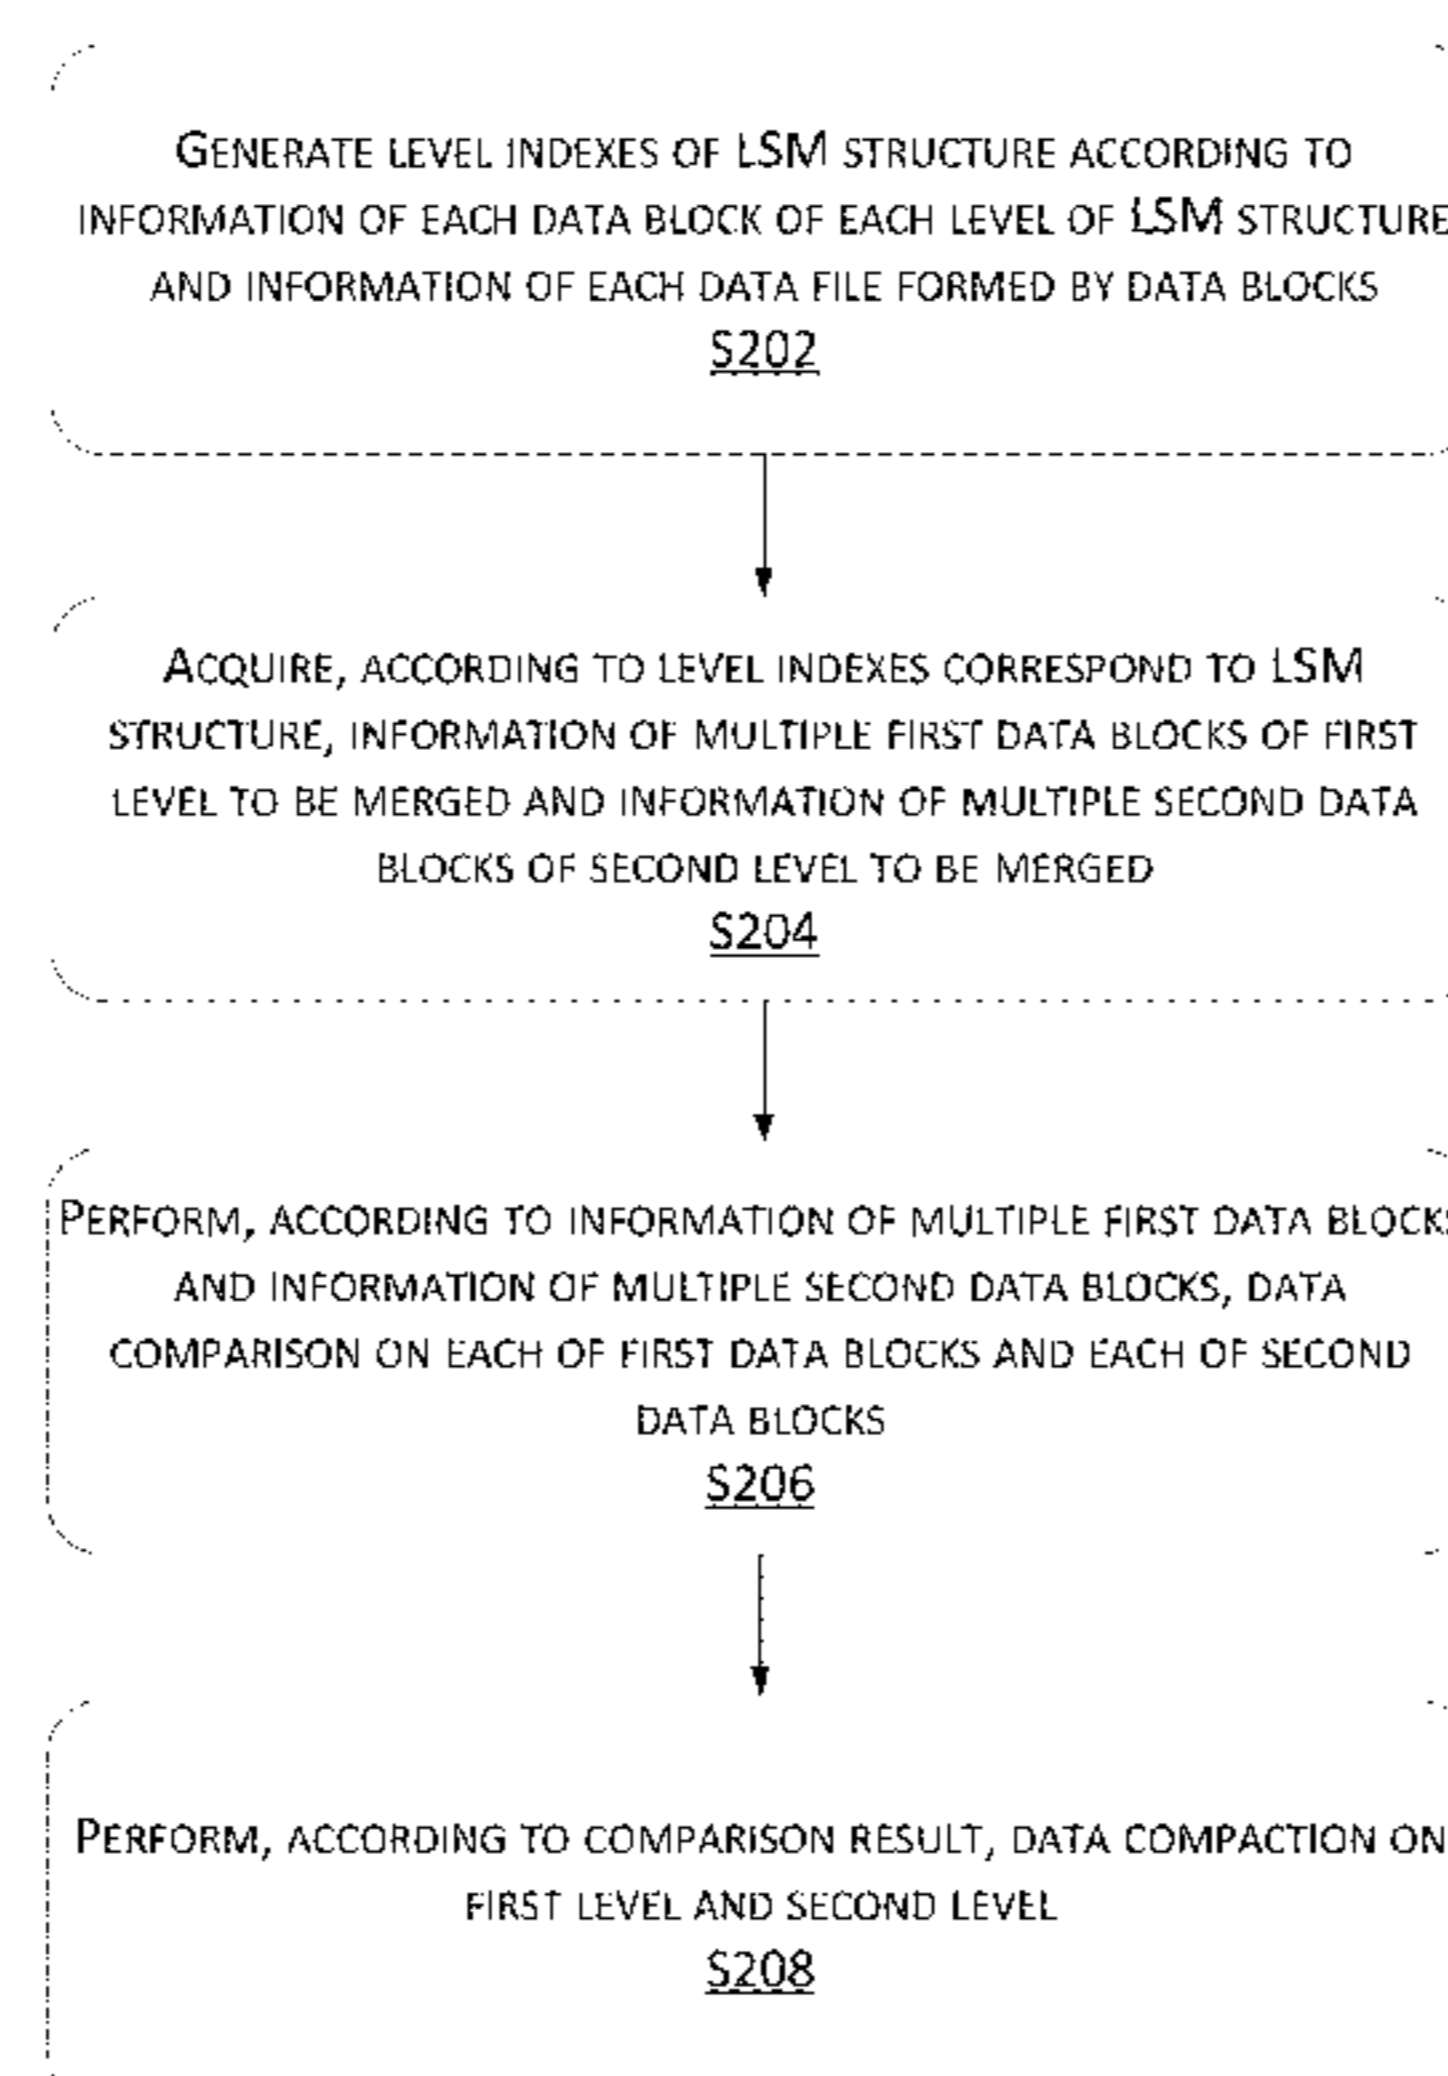 GENERATE LEVEL INDEXES OF LSM STRUCTURE ACCORDING TO
INFORMATION OF EACH DATA BLOCK OF EACH LEVEL OF LSM STRUCTURE
AND INFORMATION OF EACH DATA FILE FORMED BY DATA BLOCKS
S202
ACQUIRE, ACCORDING TO LEVEL INDEXES CORRESPOND TO LSM
STRUCTURE, INFORMATION OF MULTIPLE FIRST DATA BLOCKS OF FIRST
LEVEL TO BE MERGED AND INFORMATION OF MULTIPLE SECOND DATA
BLOCKS OF SECOND LEVEL TO BE MERGED
S204
PERFORM, ACCORDING TO INFORMATION OF MULTIPLE FIRST DATA BLOCKS
AND INFORMATION OF MULTIPLE SECOND DATA BLOCKS, DATA
COMPARISON ON EACH OF FIRST DATA BLOCKS AND EACH OF SECOND
DATA BLOCKS
S206
PERFORM, ACCORDING TO COMPARISON RESULT, DATA COMPACTION ON
FIRST LEVEL AND SECOND LEVEL
S208